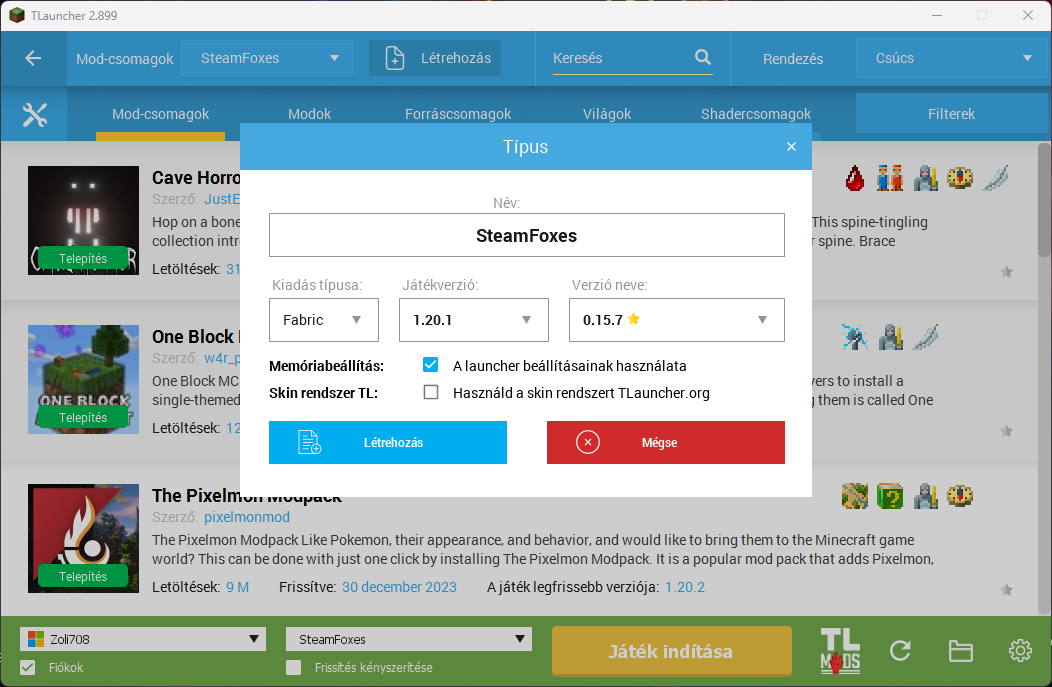 TLauncher 2.899
Mod-csomagok
SteamFoxes
Létrehozás
Keresés
Rendezés
Csúcs
Mod-csomagok
Modok
Forráscsomagok
Világok
Shadercsomagok
Filterek
Típus
Név:
SteamFoxes
Kiadás típusa:
Játékverzió:
Verzió neve:
Fabric
1.20.1
0.15.7
Memóriabeállítás:
A launcher beállításainak használata
Skin rendszer TL:
Használd a skin rendszert TLauncher.org
Létrehozás
Mégse
Cave Horro
Szerző: JustE
Hop on a bone
This spine-tingling
collection intr
spine. Brace
Telepítés
Letöltések: 31
One Block
Szerző: w4r_p
One Block MC
vers to install a
single-themed
them is called One
ONE BLOCK
Telepítés
Letöltések: 12
The Pixelmon Modpack
Szerző: pixelmonmod
The Pixelmon Modpack Like Pokemon, their appearance, and behavior, and would like to bring them to the Minecraft game
world? This can be done with just one click by installing The Pixelmon Modpack. It is a popular mod pack that adds Pixelmon,
Telepítés
Letöltések: 9 M
Frissítve: 30 december 2023
A játék legfrissebb verziója: 1.20.2
Zoli708
SteamFoxes
Fiókok
Frissítés kényszerítése
Játék indítása
TL
MODS